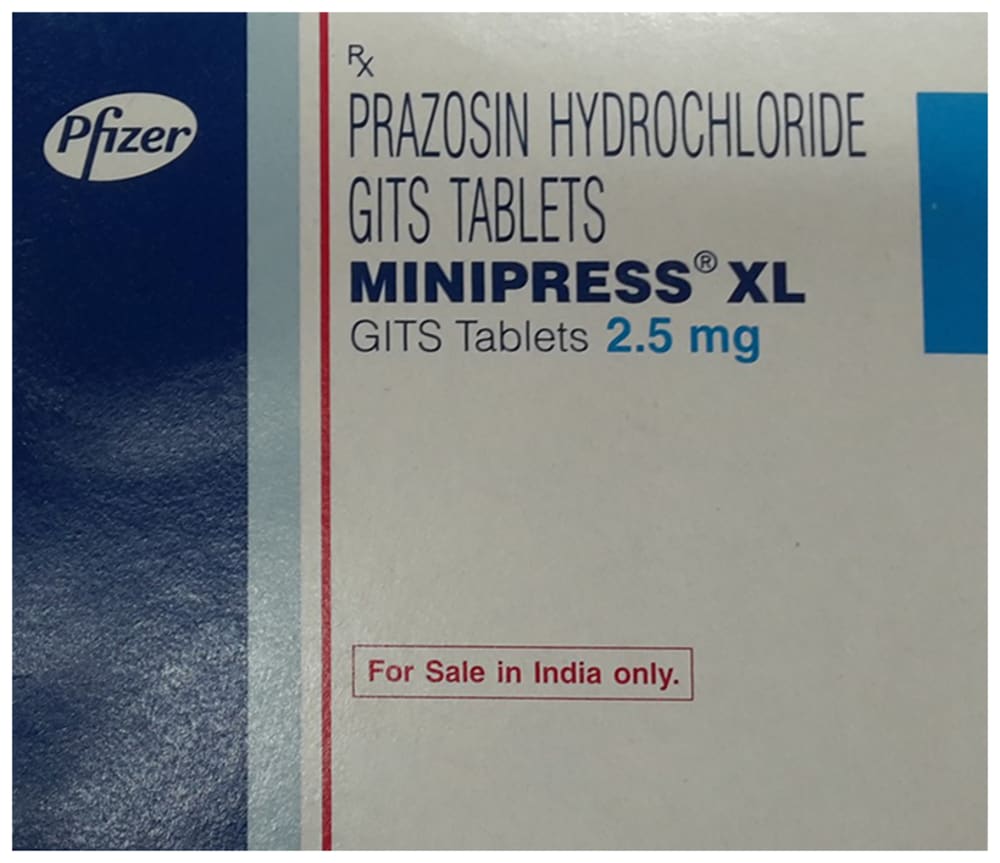 Pfizer
Rx
PRAZOSIN HYDROCHLORIDE
GITS TABLETS
MINIPRESS® XL
GITS Tablets 2.5 mg
For Sale in India only.